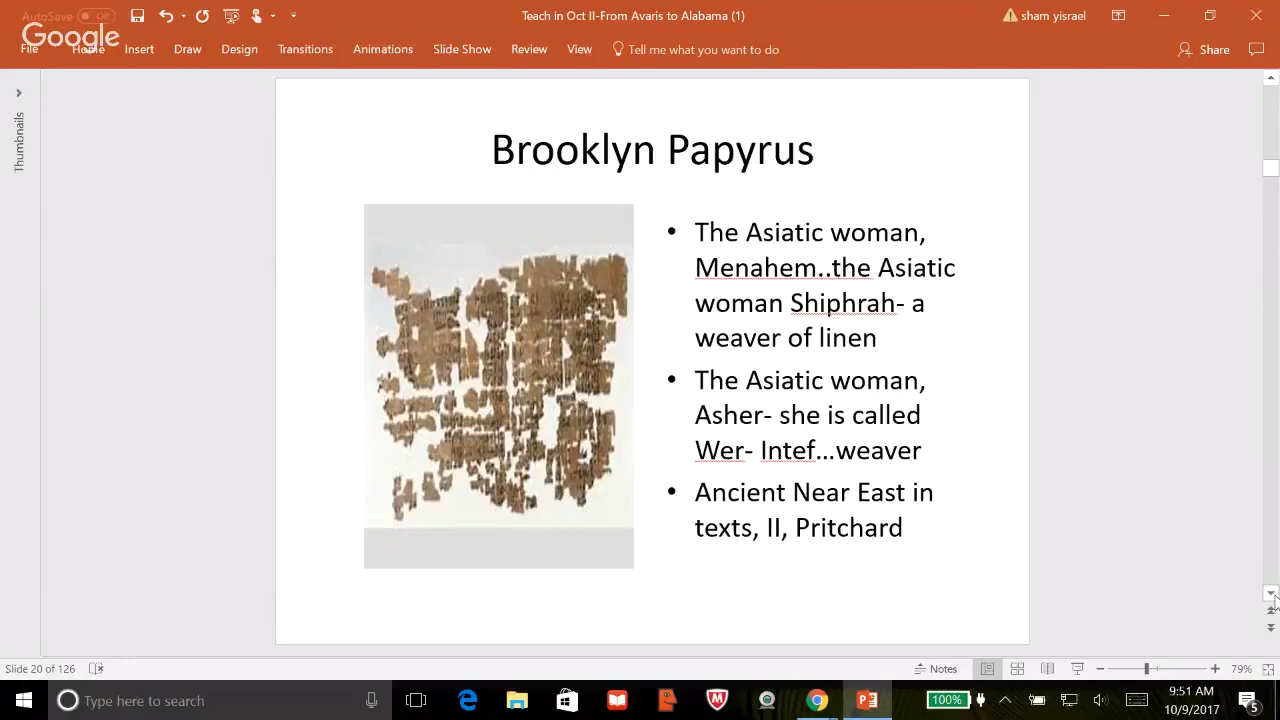 AutoSave Off
Teach in Oct II-From Avaris to Alabama (1)
sham yisrael
Google
File Home Insert Draw Design Transitions Animations Slide Show Review View Tell me what you want to do
Share
Thumbnails
Brooklyn Papyrus
• The Asiatic woman,
Menahem..the Asiatic
woman Shiphrah- a
weaver of linen
• The Asiatic woman,
Asher- she is called
Wer- Intef...weaver
• Ancient Near East in
texts, II, Pritchard
Slide 20 of 126
Notes
79%
Type here to search
100%
9:51 AM
10/9/2017
5